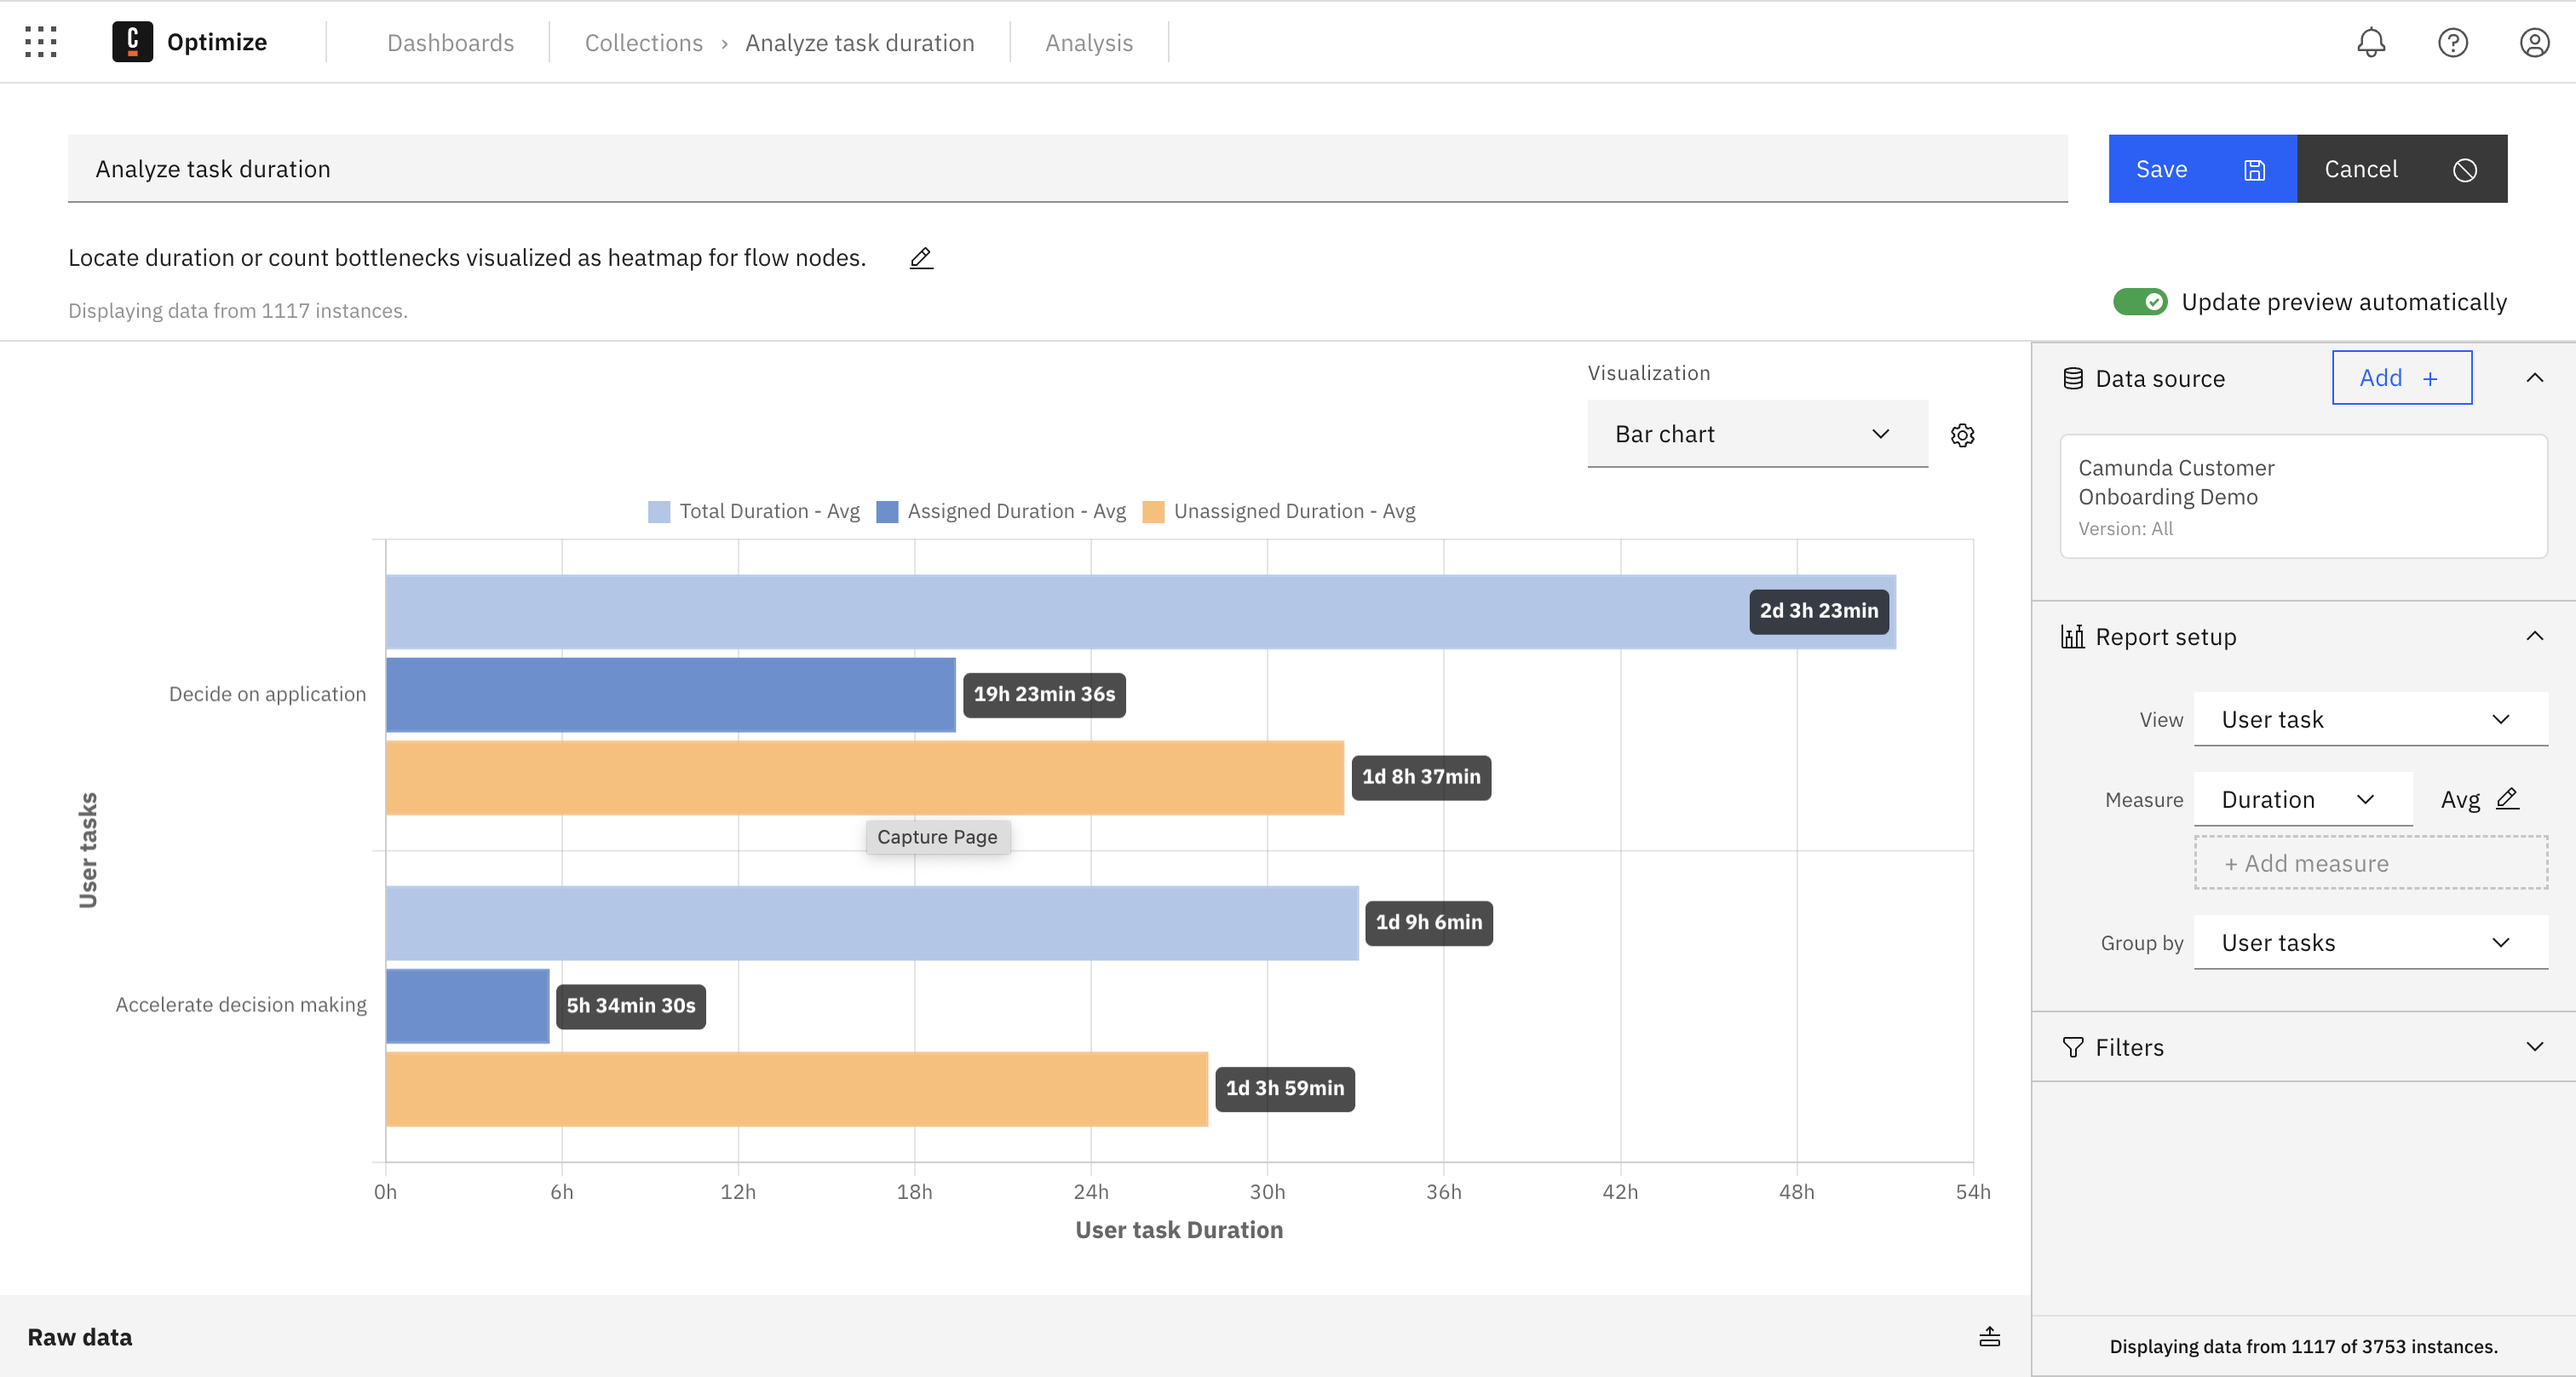 C Optimize Dashboards Collections › Analyze task duration Analysis
Analyze task duration
Save Cancel
Locate duration or count bottlenecks visualized as heatmap for flow nodes.
Displaying data from 1117 instances.
Update preview automatically
Visualization
Bar chart
Total Duration - Avg Assigned Duration - Avg Unassigned Duration - Avg
User tasks
Decide on application
2d 3h 23min
19h 23min 36s
1d 8h 37min
Capture Page
Accelerate decision making
1d 9h 6min
5h 34min 30s
1d 3h 59min
0h 6h 12h 18h 24h 30h 36h 42h 48h 54h
User task Duration
Raw data
Data source Add +
Camunda Customer
Onboarding Demo
Version: All
Report setup
View User task
Measure Duration Avg
+ Add measure
Group by User tasks
Filters
Displaying data from 1117 of 3753 instances.